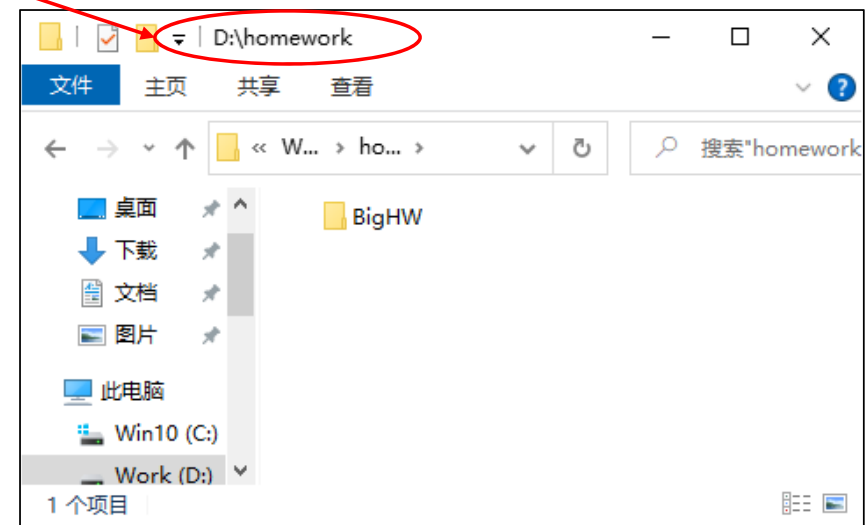 D:\homework
文件 主页 共享 查看
« W... › ho... ›
搜索"homework
桌面
BigHW
下载
文档
图片
此电脑
Win10 (C:)
Work (D:)
1 个项目